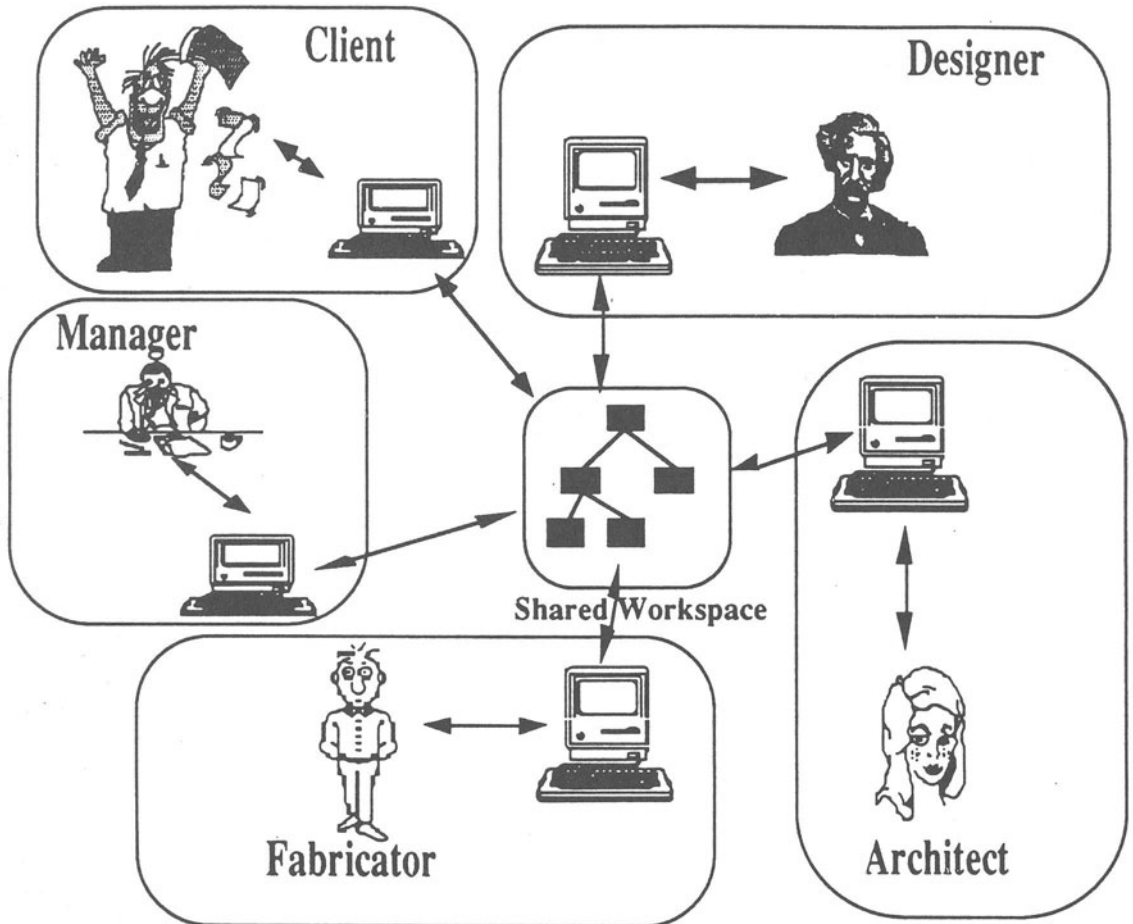 Client
Designer
Manager
Shared Workspace
Fabricator
Architect